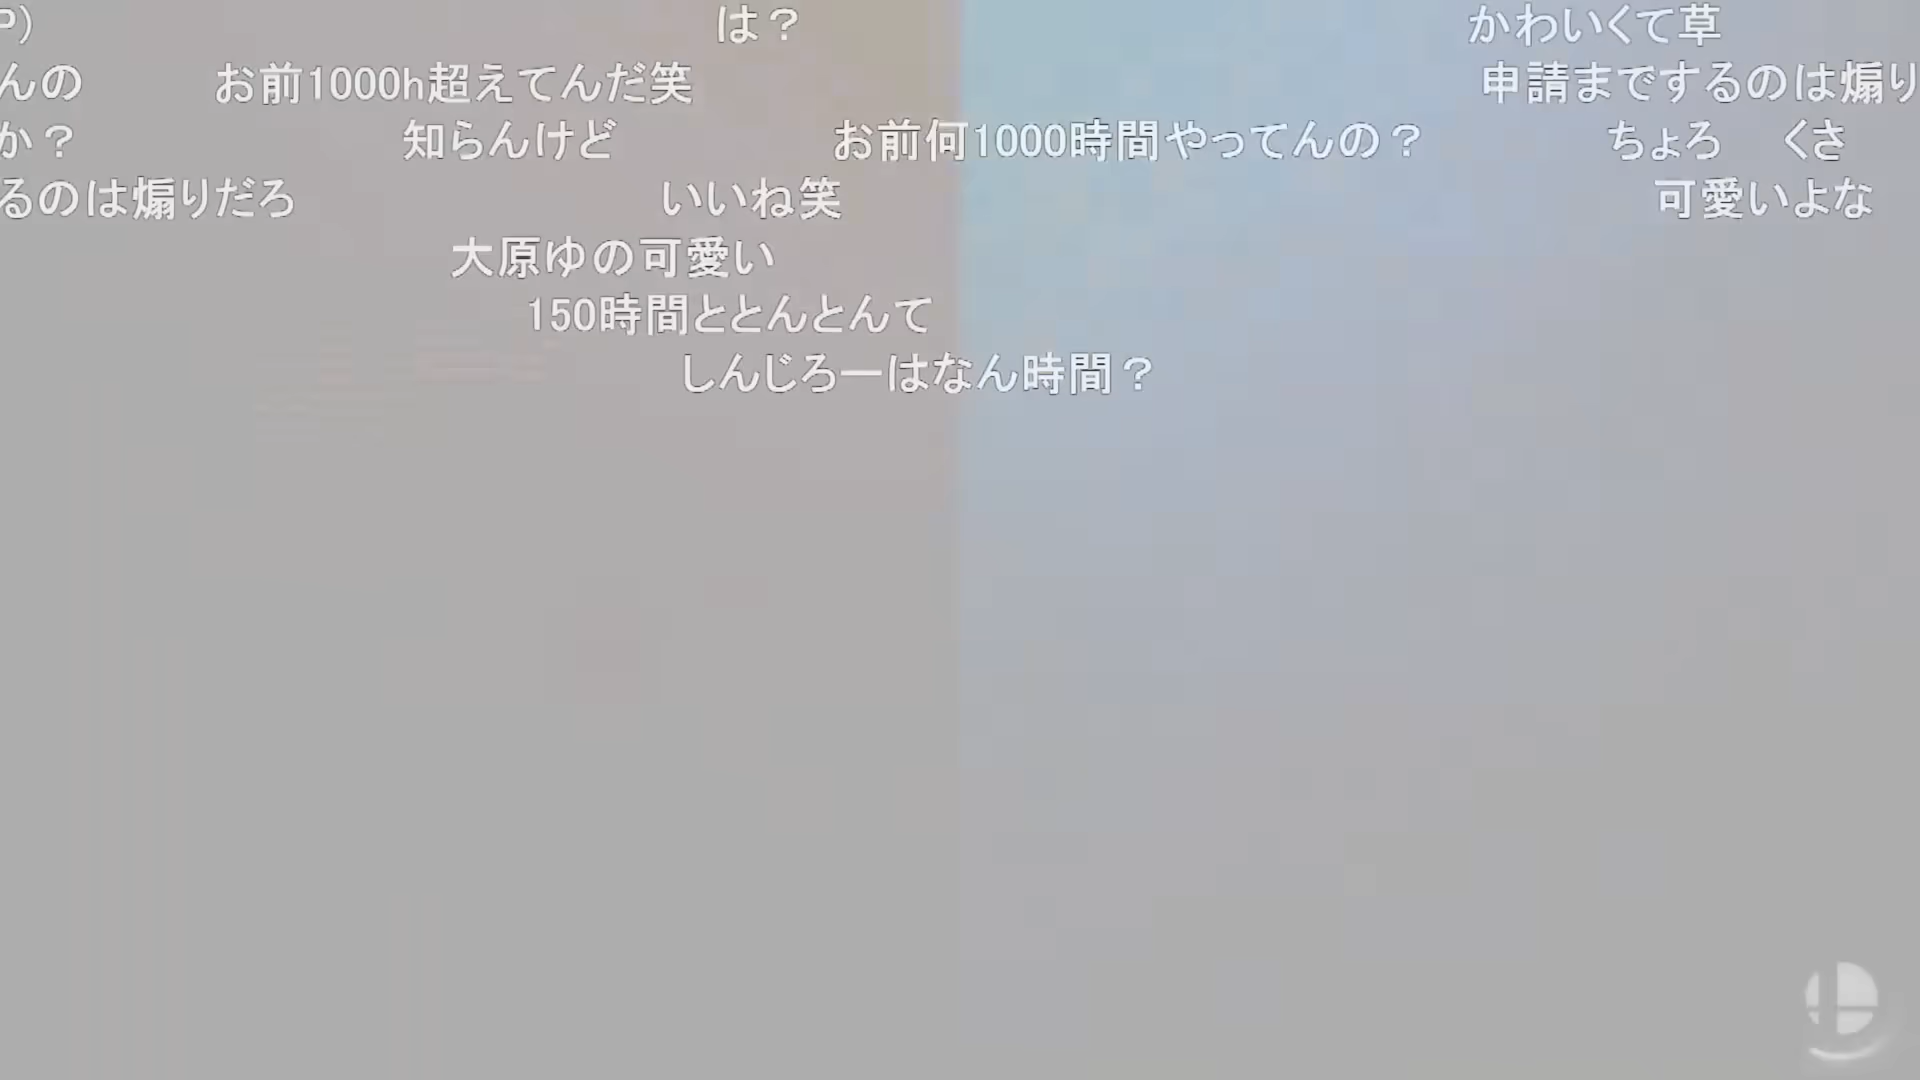 P) は？ かわいくて草
んの お前1000h超えてんだ笑 申請までするのは煽り
か？ 知らんけど お前何1000時間やってんの？ ちょろ くさ
るのは煽りだろ いいね笑 可愛いよな
大原ゆの可愛い
150時間ととんとんて
しんじろーはなん時間？